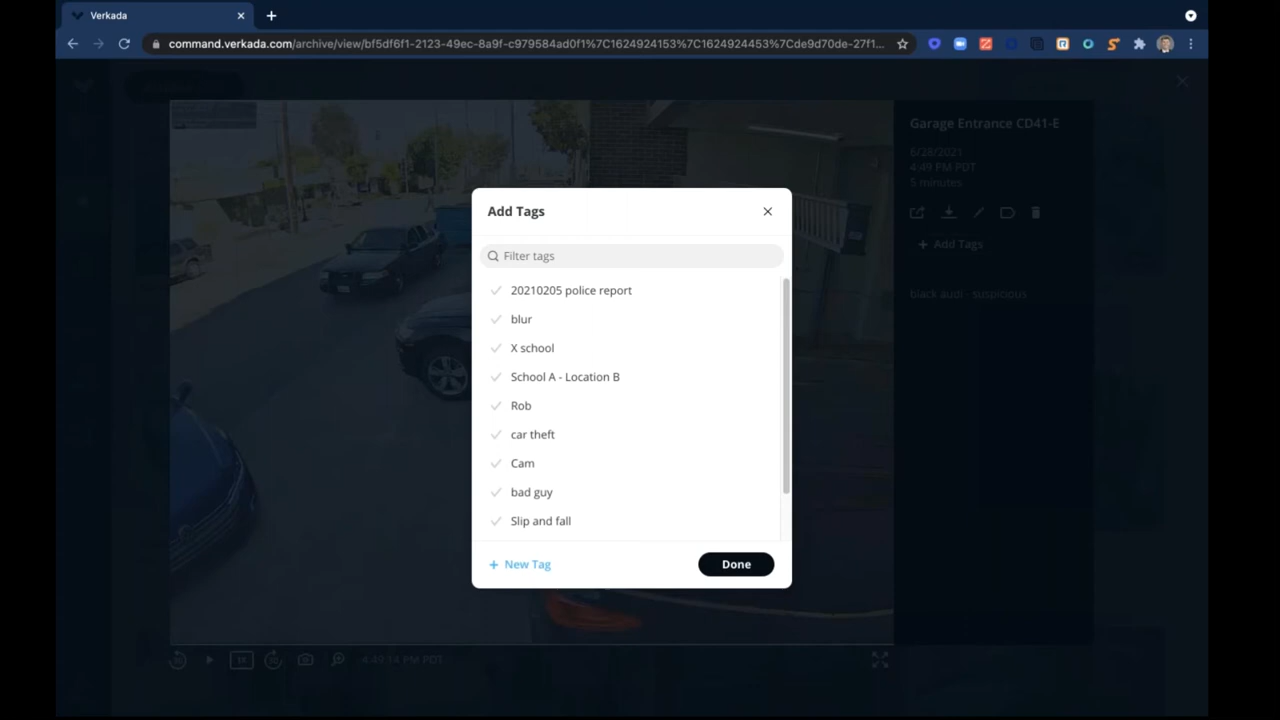 Verkada
command.verkada.com/archive/view/bf5df6f1-2123-49ec-8a9f-c979584ad0f1%7C1624924153%7C1624924453%7Cde9d70de-27f1...
Garage Entrance CD41-E
6/28/2021
4:49 PM PDT
5 minutes
+ Add Tags
black audi - suspicious
Add Tags
Filter tags
20210205 police report
blur
X school
School A - Location B
Rob
car theft
Cam
bad guy
Slip and fall
+ New Tag
Done
1X
4:49:14 PM PDT